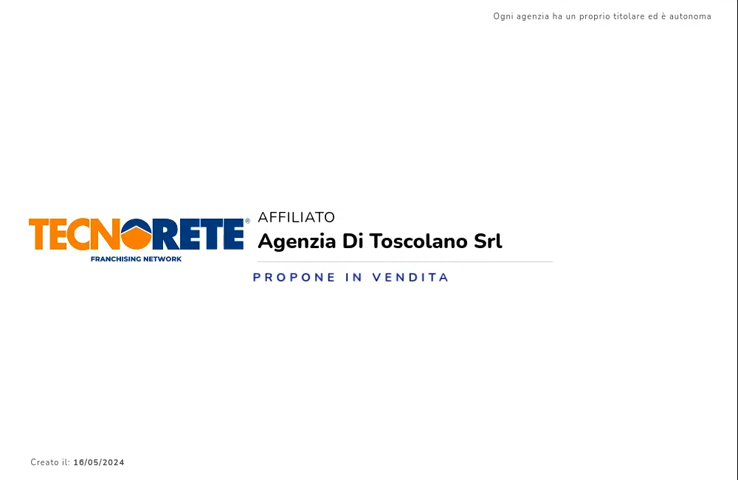 Ogni agenzia ha un proprio titolare ed è autonoma
TECNORETE®
FRANCHISING NETWORK
AFFILIATO
Agenzia Di Toscolano Srl
PROPONE IN VENDITA
Creato il: 16/05/2024